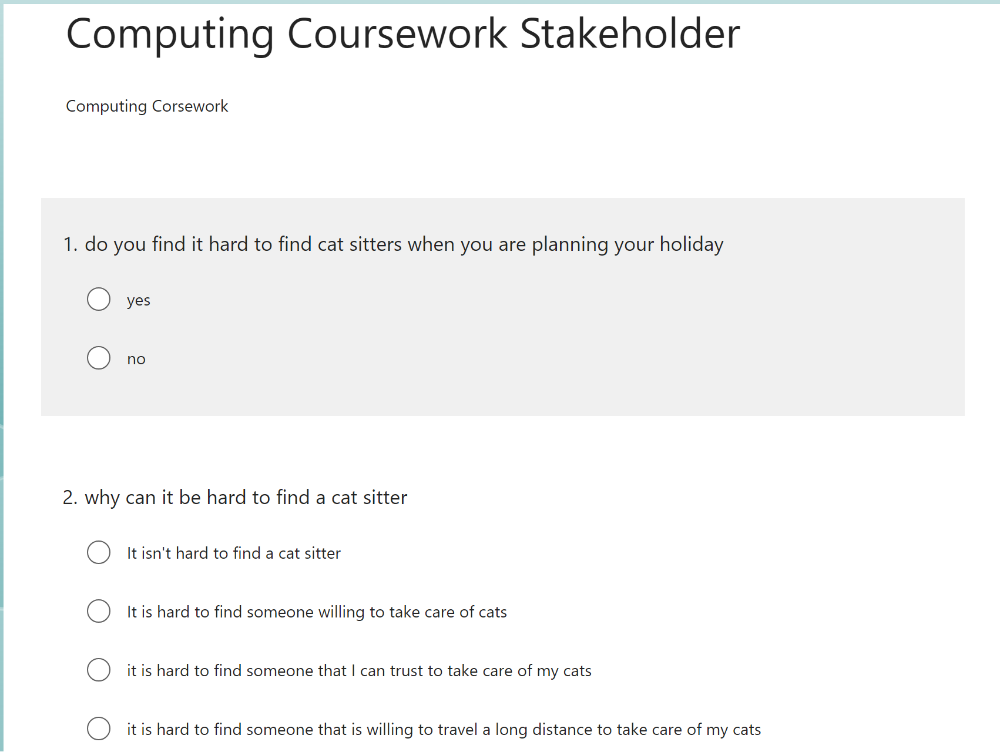 Computing Coursework Stakeholder
Computing Corsework
1. do you find it hard to find cat sitters when you are planning your holiday
yes
no
2. why can it be hard to find a cat sitter
It isn't hard to find a cat sitter
It is hard to find someone willing to take care of cats
it is hard to find someone that I can trust to take care of my cats
it is hard to find someone that is willing to travel a long distance to take care of my cats